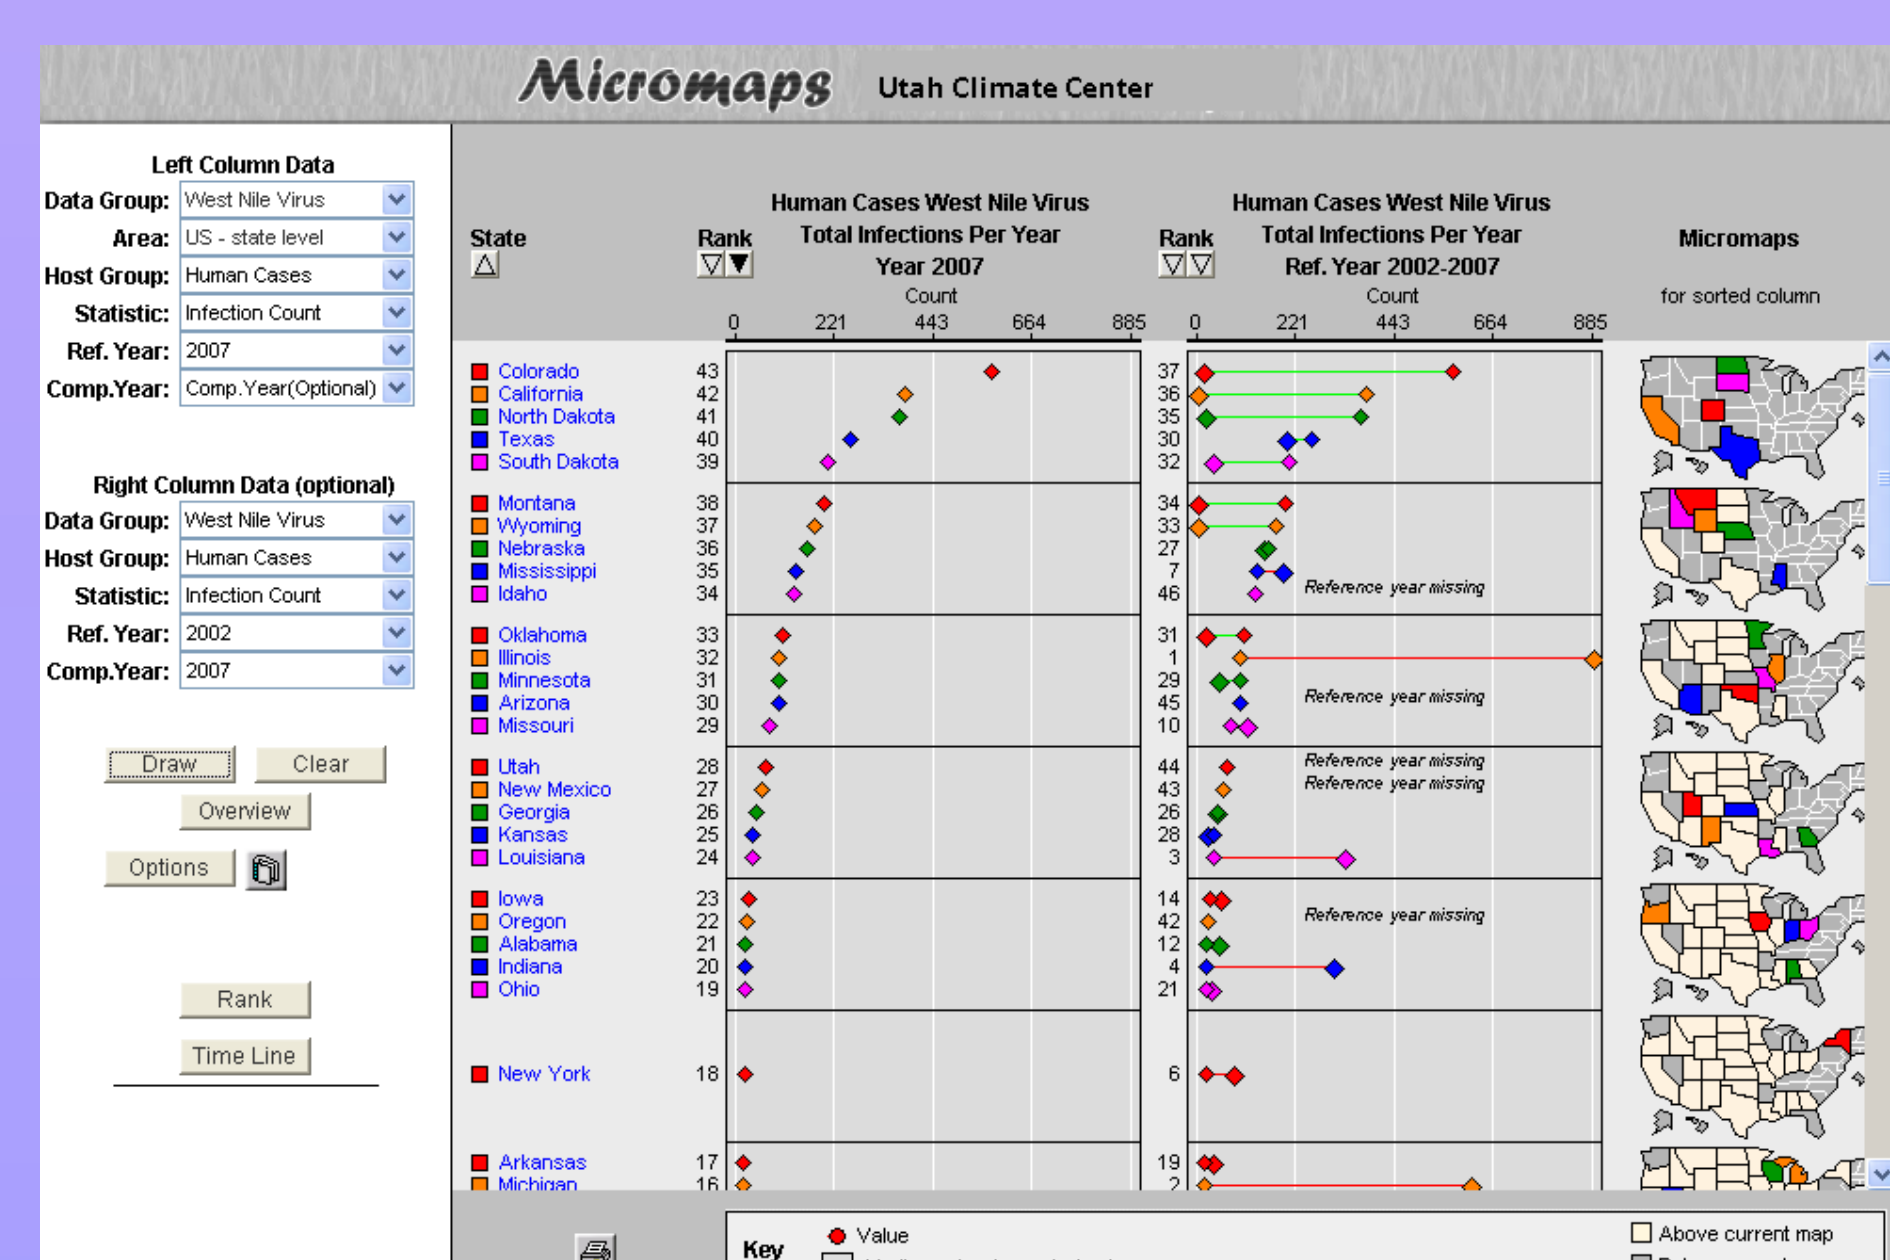 Micromaps Utah Climate Center
Left Column Data
Data Group: West Nile Virus
Area: US - state level
Host Group: Human Cases
Statistic: Infection Count
Ref. Year: 2007
Comp.Year: Comp.Year(Optional)
Right Column Data (optional)
Data Group: West Nile Virus
Host Group: Human Cases
Statistic: Infection Count
Ref. Year: 2002
Comp.Year: 2007
Draw Clear
Overview
Options
Rank
Time Line
State
Rank
Human Cases West Nile Virus
Total Infections Per Year
Year 2007
Count
0 221 443 664 885
Rank
Human Cases West Nile Virus
Total Infections Per Year
Ref. Year 2002-2007
Count
0 221 443 664 885
Micromaps
for sorted column
Colorado 43 37
California 42 36
North Dakota 41 35
Texas 40 30
South Dakota 39 32
Montana 38 34
Wyoming 37 33
Nebraska 36 27
Mississippi 35 7
Idaho 34 46 Reference year missing
Oklahoma 33 31
Illinois 32 1
Minnesota 31 29
Arizona 30 45 Reference year missing
Missouri 29 10
Utah 28 44 Reference year missing
New Mexico 27 43 Reference year missing
Georgia 26 26
Kansas 25 28
Louisiana 24 3
Iowa 23 14
Oregon 22 42 Reference year missing
Alabama 21 12
Indiana 20 4
Ohio 19 21
New York 18 6
Arkansas 17 19
Michigan 16 2
Key
Value
Above current map